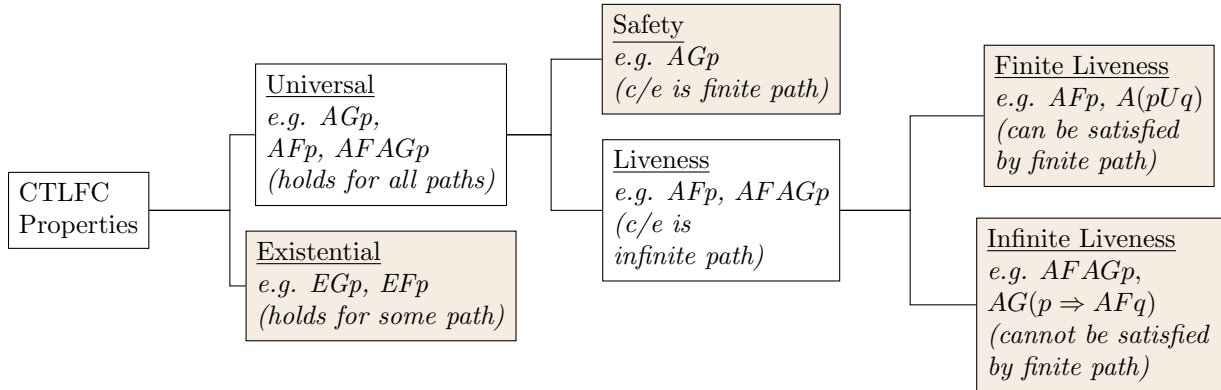 CTLFC
Properties
Universal
e.g. AGp,
AFp, AFAGp
(holds for all paths)
Existential
e.g. EGp, EFp
(holds for some path)
Safety
e.g. AGp
(c/e is finite path)
Liveness
e.g. AFp, AFAGp
(c/e is
infinite path)
Finite Liveness
e.g. AFp, A(pUq)
(can be satisfied
by finite path)
Infinite Liveness
e.g. AFAGp,
AG(p ⇒ AFq)
(cannot be satisfied
by finite path)